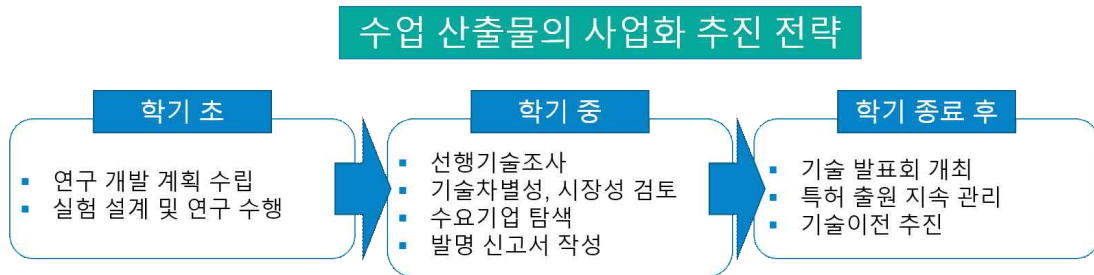 수업 산출물의 사업화 추진 전략
학기 초
▪ 연구 개발 계획 수립
▪ 실험 설계 및 연구 수행
학기 중
▪ 선행기술조사
▪ 기술차별성, 시장성 검토
▪ 수요기업 탐색
▪ 발명 신고서 작성
학기 종료 후
▪ 기술 발표회 개최
▪ 특허 출원 지속 관리
▪ 기술이전 추진